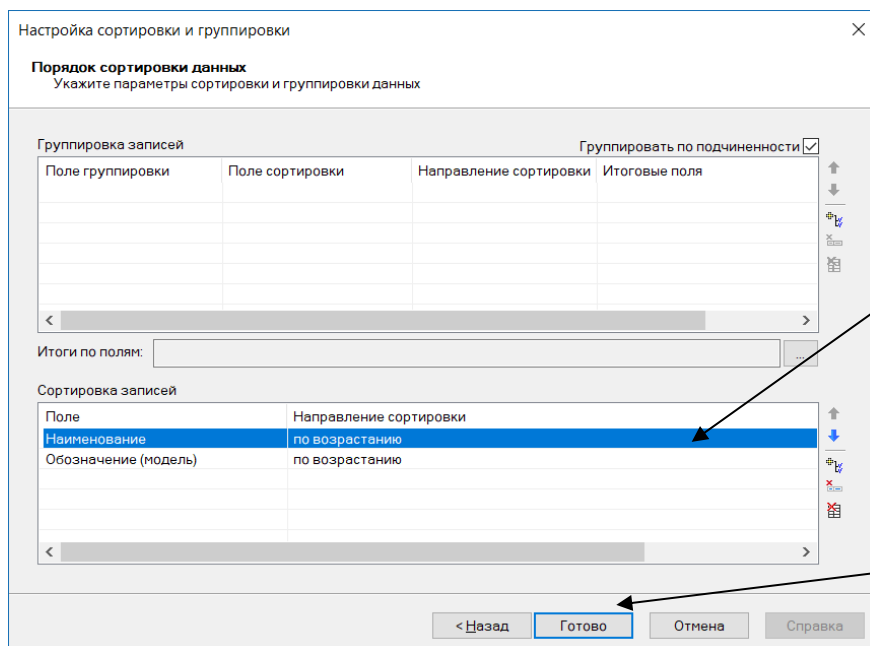 Настройка сортировки и группировки
Порядок сортировки данных
Укажите параметры сортировки и группировки данных
Группировка записей Группировать по подчиненности
Поле группировки Поле сортировки Направление сортировки Итоговые поля
Итоги по полям: ...
Сортировка записей
Поле Направление сортировки
Наименование по возрастанию
Обозначение (модель) по возрастанию
< Назад Готово Отмена Справка